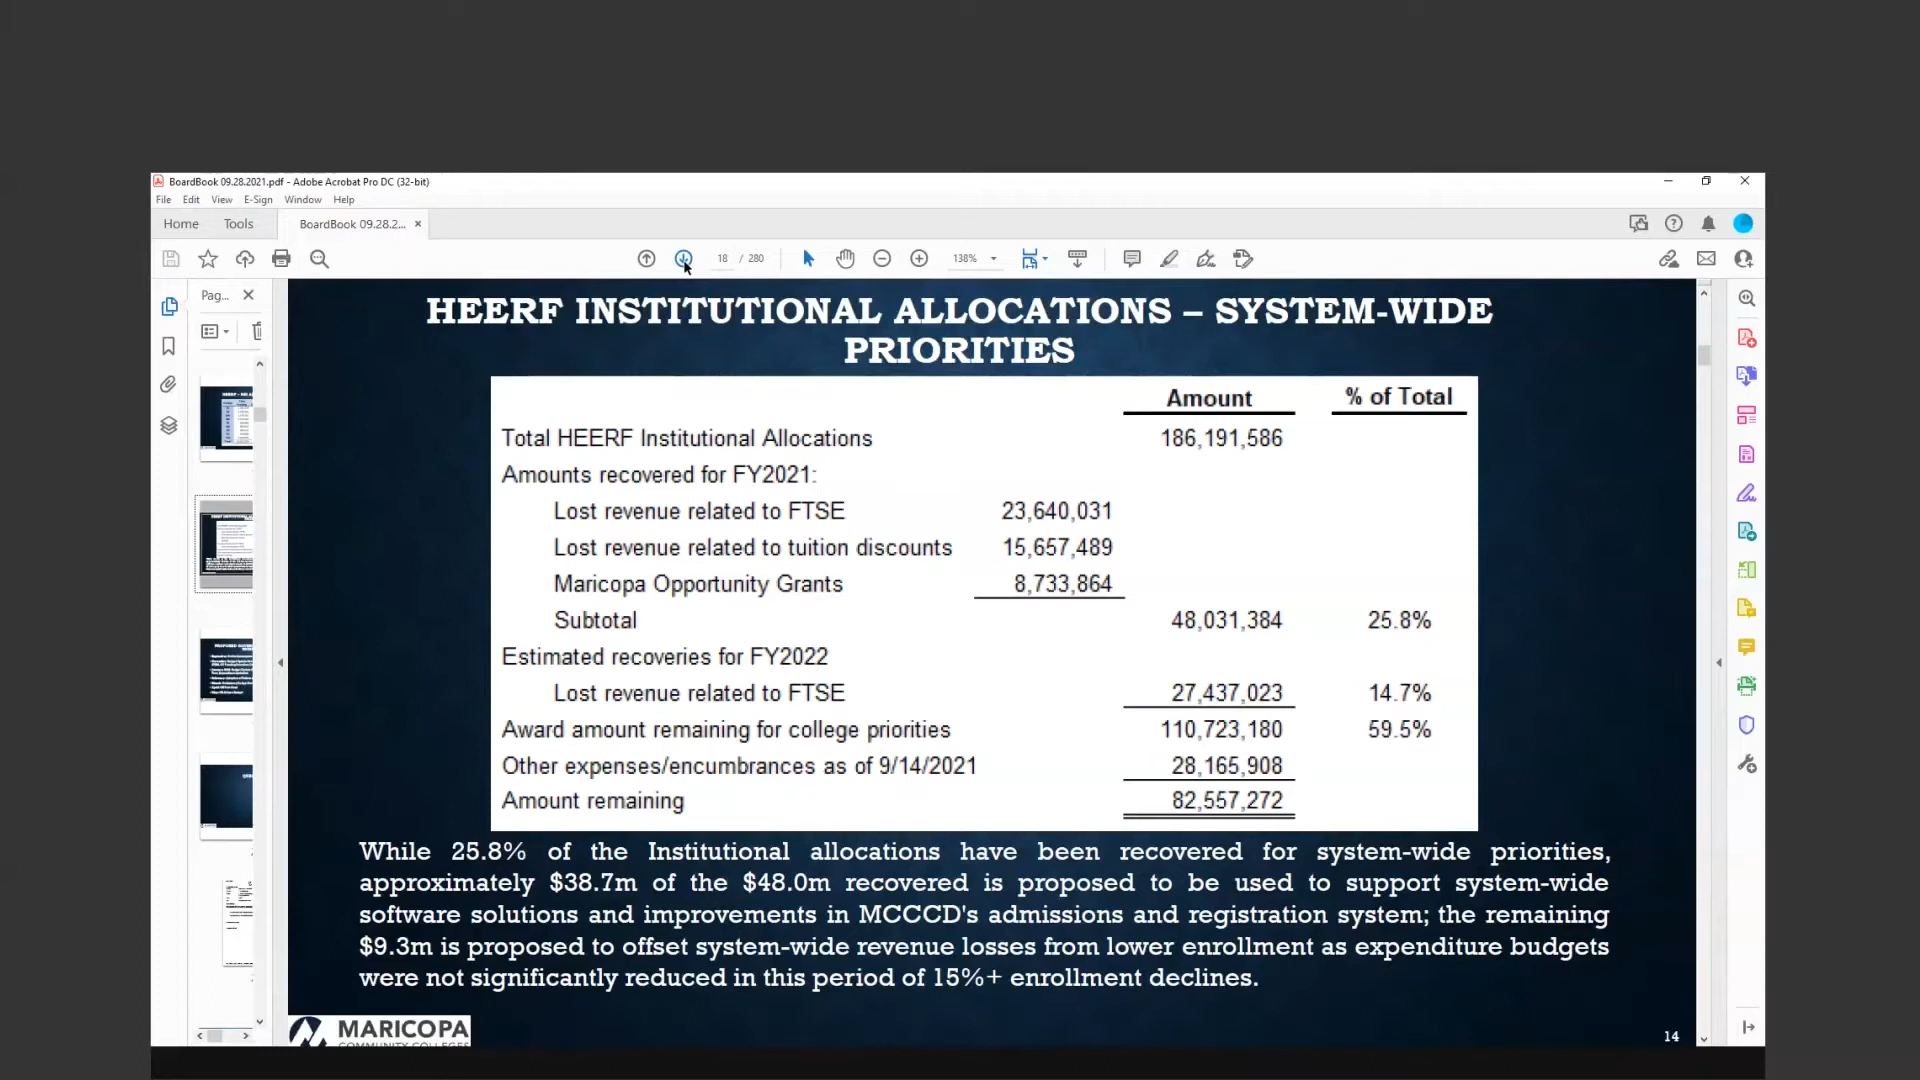 BoardBook 09.28.2021.pdf - Adobe Acrobat Pro DC (32-bit)
File Edit View E-Sign Window Help
Home Tools BoardBook 09.28.2... ×
18 / 280 138%
Pag...
HEERF INSTITUTIONAL ALLOCATIONS – SYSTEM-WIDE
PRIORITIES
Amount % of Total
Total HEERF Institutional Allocations 186,191,586
Amounts recovered for FY2021:
Lost revenue related to FTSE 23,640,031
Lost revenue related to tuition discounts 15,657,489
Maricopa Opportunity Grants 8,733,864
Subtotal 48,031,384 25.8%
Estimated recoveries for FY2022
Lost revenue related to FTSE 27,437,023 14.7%
Award amount remaining for college priorities 110,723,180 59.5%
Other expenses/encumbrances as of 9/14/2021 28,165,908
Amount remaining 82,557,272
While 25.8% of the Institutional allocations have been recovered for system-wide priorities,
approximately $38.7m of the $48.0m recovered is proposed to be used to support system-wide
software solutions and improvements in MCCCD's admissions and registration system; the remaining
$9.3m is proposed to offset system-wide revenue losses from lower enrollment as expenditure budgets
were not significantly reduced in this period of 15%+ enrollment declines.
MARICOPA
COMMUNITY COLLEGES
14